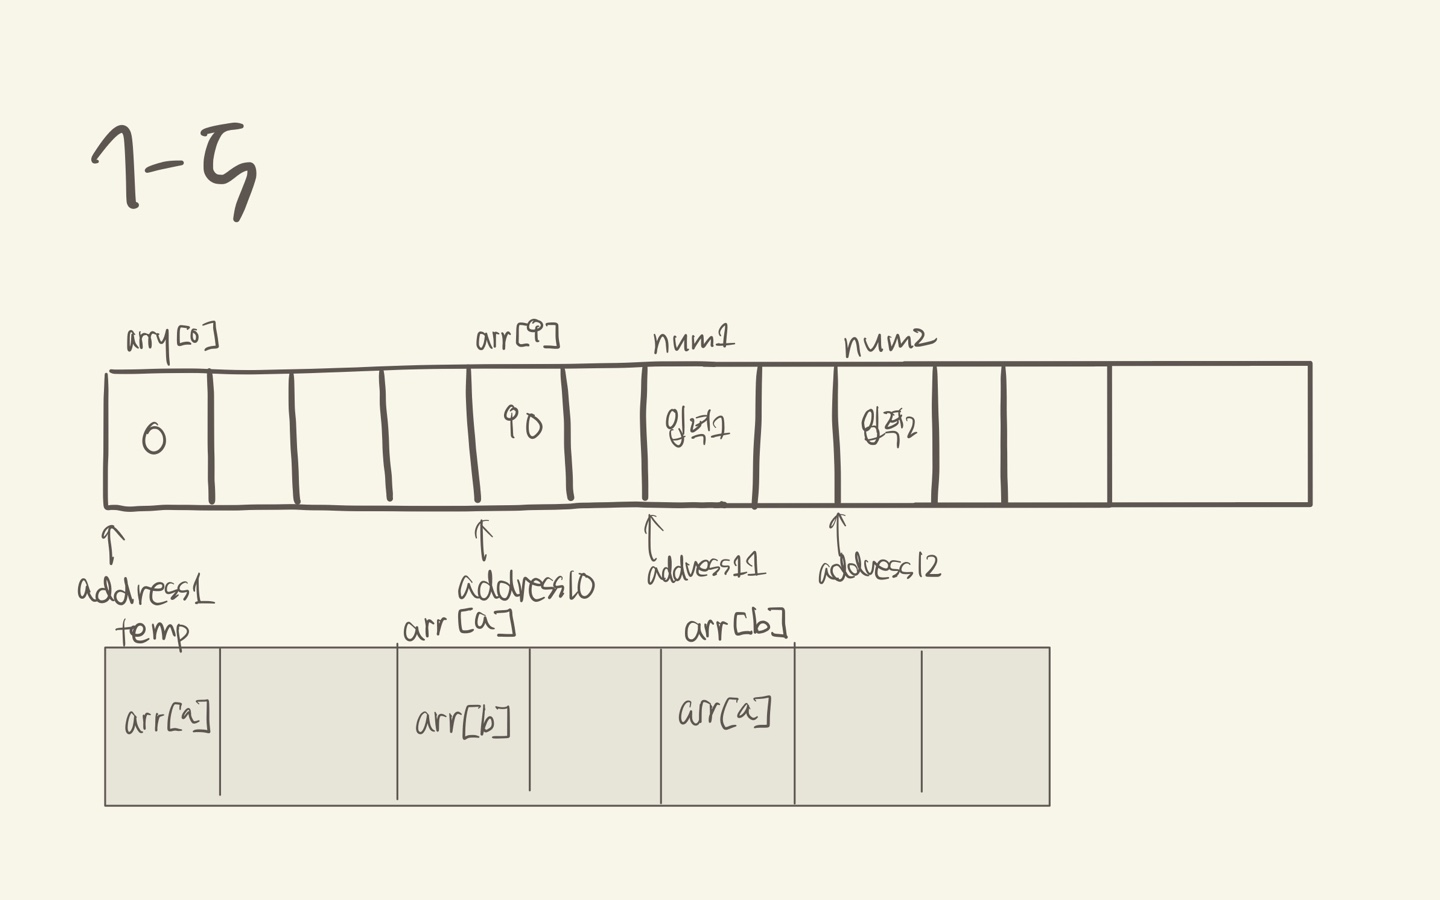 1-5
arry[0] arr[9] num1 num2
0 90 입력1 입력2
address1 address10 address11 address12
temp arr[a] arr[b]
arr[a] arr[b] arr[a]